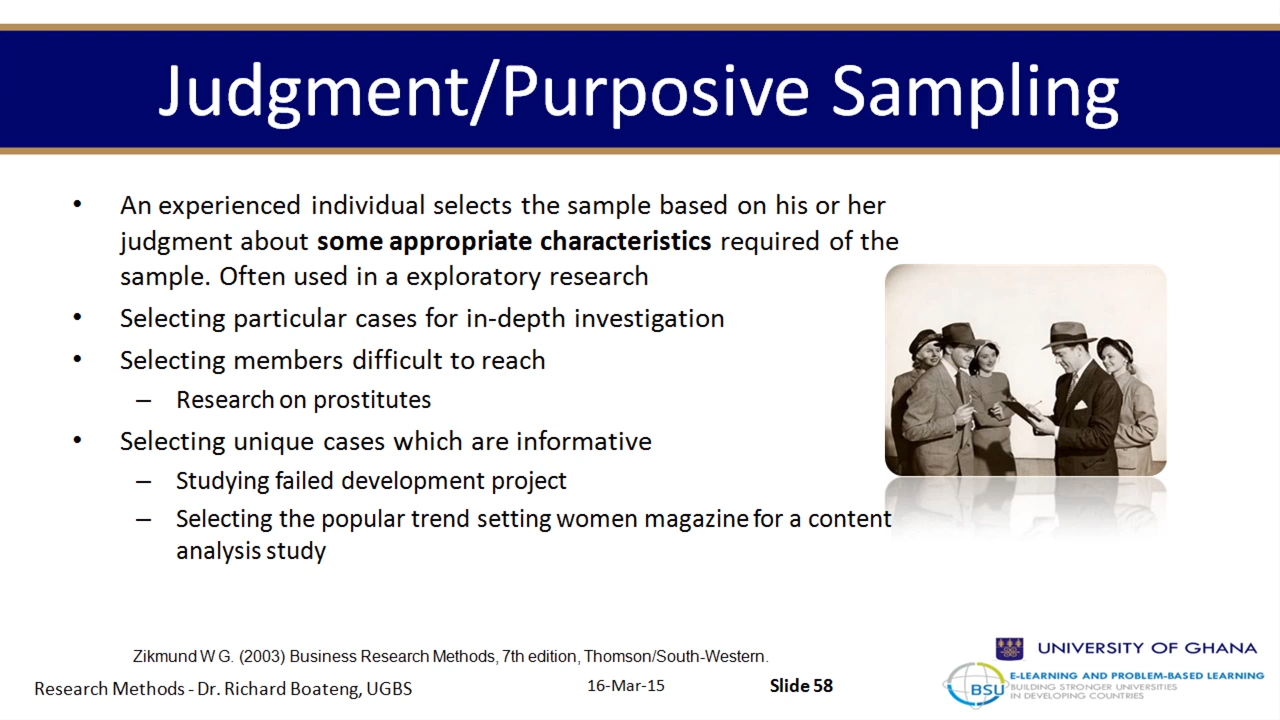 Judgment/Purposive Sampling
• An experienced individual selects the sample based on his or her
judgment about some appropriate characteristics required of the
sample. Often used in a exploratory research
• Selecting particular cases for in-depth investigation
• Selecting members difficult to reach
– Research on prostitutes
• Selecting unique cases which are informative
– Studying failed development project
– Selecting the popular trend setting women magazine for a content
analysis study
Zikmund W G. (2003) Business Research Methods, 7th edition, Thomson/South-Western.
Research Methods - Dr. Richard Boateng, UGBS
16-Mar-15
Slide 58
UNIVERSITY OF GHANA
BSU
E-LEARNING AND PROBLEM-BASED LEARNING
BUILDING STRONGER UNIVERSITIES
IN DEVELOPING COUNTRIES